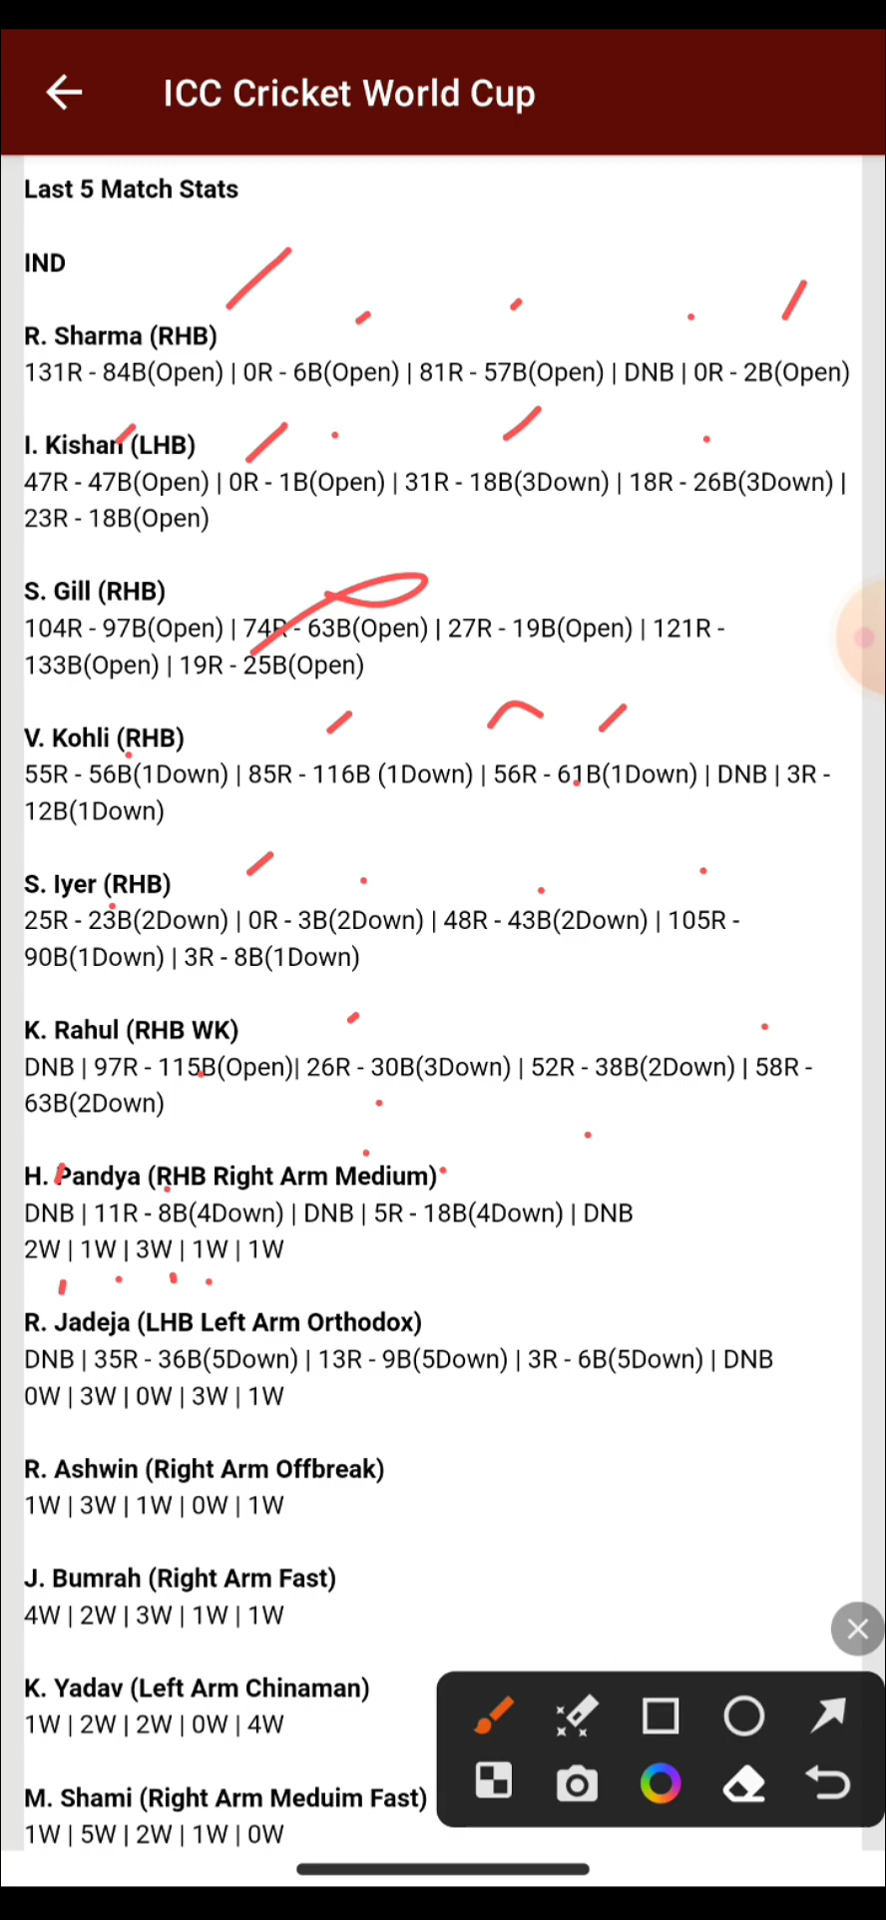 ICC Cricket World Cup
Last 5 Match Stats
IND
R. Sharma (RHB)
131R - 84B(Open) | 0R - 6B(Open) | 81R - 57B(Open) | DNB | 0R - 2B(Open)
I. Kishan (LHB)
47R - 47B(Open) | 0R - 1B(Open) | 31R - 18B(3Down) | 18R - 26B(3Down) |
23R - 18B(Open)
S. Gill (RHB)
104R - 97B(Open) | 74R - 63B(Open) | 27R - 19B(Open) | 121R -
133B(Open) | 19R - 25B(Open)
V. Kohli (RHB)
55R - 56B(1Down) | 85R - 116B (1Down) | 56R - 61B(1Down) | DNB | 3R -
12B(1Down)
S. Iyer (RHB)
25R - 23B(2Down) | 0R - 3B(2Down) | 48R - 43B(2Down) | 105R -
90B(1Down) | 3R - 8B(1Down)
K. Rahul (RHB WK)
DNB | 97R - 115B(Open)| 26R - 30B(3Down) | 52R - 38B(2Down) | 58R -
63B(2Down)
H. Pandya (RHB Right Arm Medium)
DNB | 11R - 8B(4Down) | DNB | 5R - 18B(4Down) | DNB
2W | 1W | 3W | 1W | 1W
R. Jadeja (LHB Left Arm Orthodox)
DNB | 35R - 36B(5Down) | 13R - 9B(5Down) | 3R - 6B(5Down) | DNB
0W | 3W | 0W | 3W | 1W
R. Ashwin (Right Arm Offbreak)
1W | 3W | 1W | 0W | 1W
J. Bumrah (Right Arm Fast)
4W | 2W | 3W | 1W | 1W
K. Yadav (Left Arm Chinaman)
1W | 2W | 2W | 0W | 4W
M. Shami (Right Arm Meduim Fast)
1W | 5W | 2W | 1W | 0W